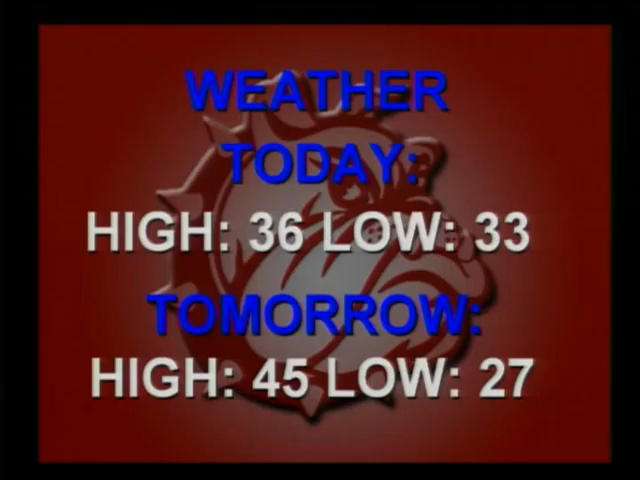 WEATHER
TODAY:
HIGH: 36 LOW: 33
TOMORROW:
HIGH: 45 LOW: 27